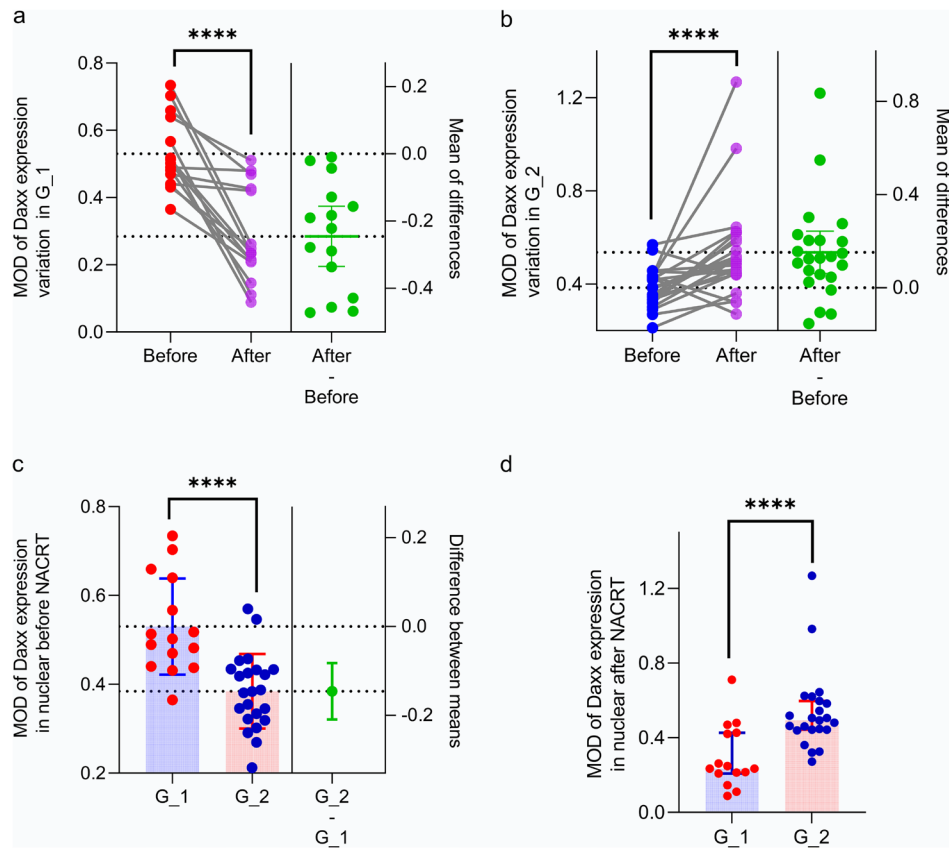 a
****
MOD of Daxx expression
variation in G_1
0.8
0.6
0.4
0.2
0.0
0.2
0.0
-0.2
-0.4
Mean of differences
Before
After
After
-
Before
b
****
MOD of Daxx expression
variation in G_2
1.2
0.8
0.4
0.8
0.4
0.0
Mean of differences
Before
After
After
-
Before
c
****
MOD of Daxx expression
in nuclear before NACRT
0.8
0.6
0.4
0.2
0.2
0.0
-0.2
Difference between means
G_1
G_2
G_2
-
G_1
d
****
MOD of Daxx expression
in nuclear after NACRT
1.2
0.8
0.4
0.0
G_1
G_2